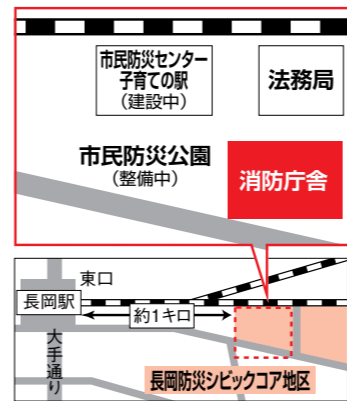 市民防災センター
子育ての駅
（建設中）
法務局
市民防災公園
（整備中）
消防庁舎
東口
長岡駅
約1キロ
大手通り
長岡防災シビックコア地区